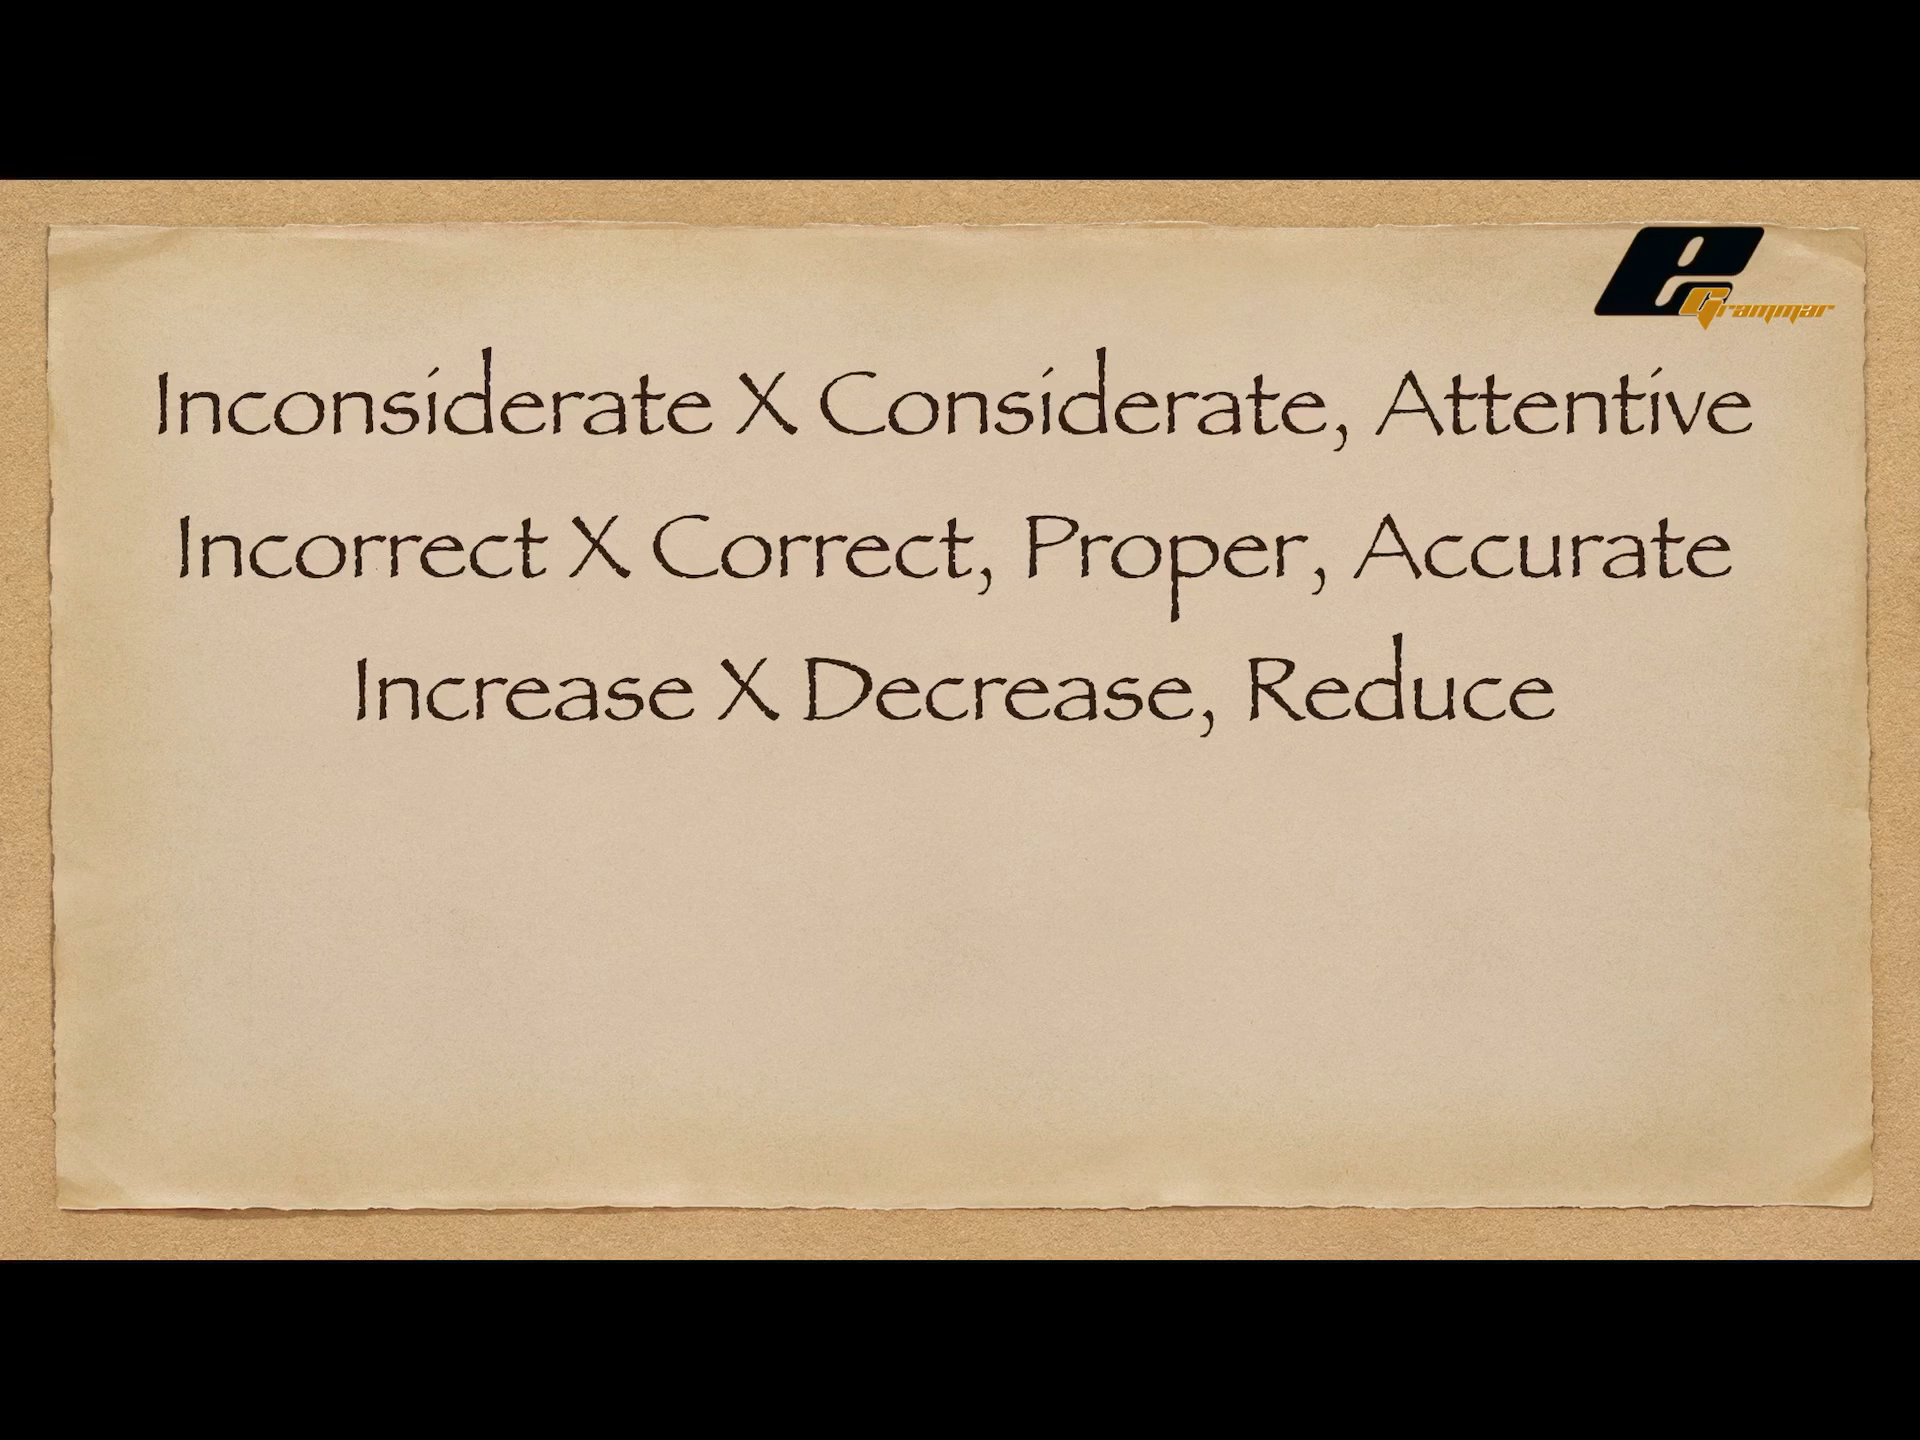 e Grammar
Inconsiderate X Considerate, Attentive
Incorrect X Correct, Proper, Accurate
Increase X Decrease, Reduce